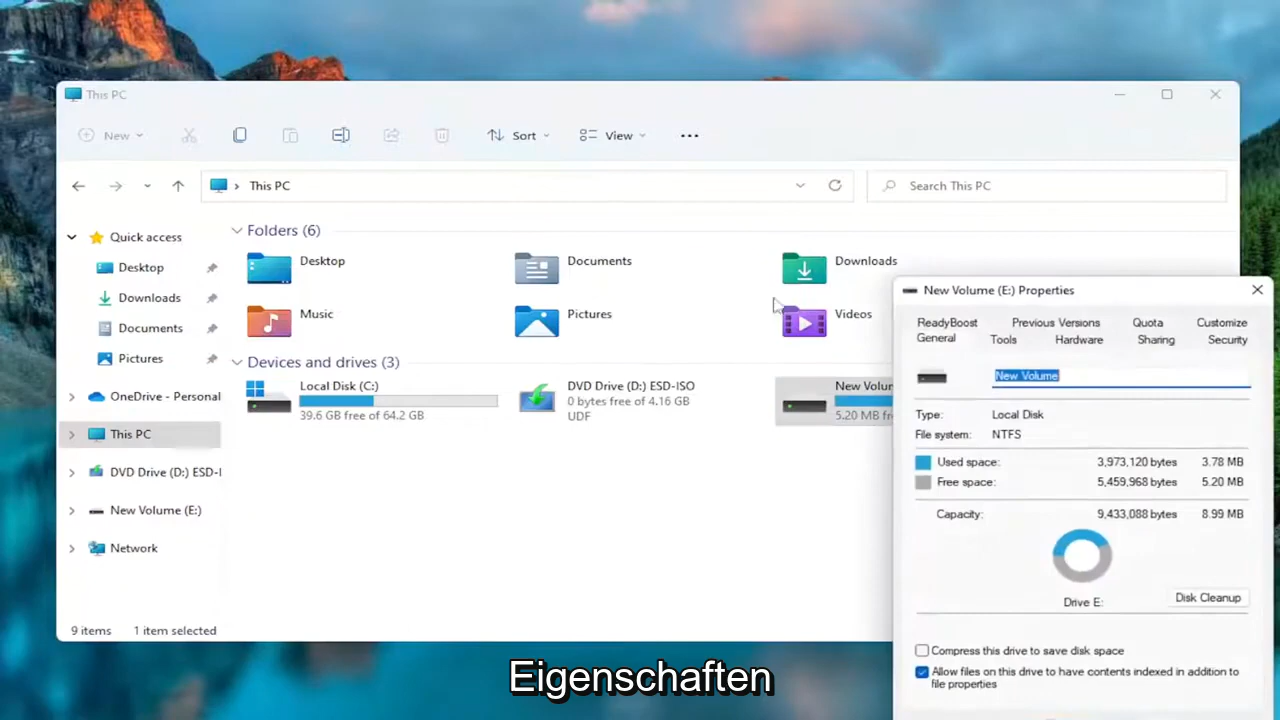 This PC
New
Sort
View
This PC
Search This PC
Quick access
Desktop
Downloads
Documents
Pictures
OneDrive - Personal
This PC
DVD Drive (D:) ESD-I
New Volume (E:)
Network
Folders (6)
Desktop
Documents
Downloads
Music
Pictures
Videos
Devices and drives (3)
Local Disk (C:)
39.6 GB free of 64.2 GB
DVD Drive (D:) ESD-ISO
0 bytes free of 4.16 GB
UDF
New Volum
5.20 MB fre
9 items 1 item selected
New Volume (E:) Properties
ReadyBoost Previous Versions Quota Customize
General Tools Hardware Sharing Security
New Volume
Type: Local Disk
File system: NTFS
Used space: 3,973,120 bytes 3.78 MB
Free space: 5,459,968 bytes 5.20 MB
Capacity: 9,433,088 bytes 8.99 MB
Drive E:
Disk Cleanup
Compress this drive to save disk space
Allow files on this drive to have contents indexed in addition to
file properties
Eigenschaften